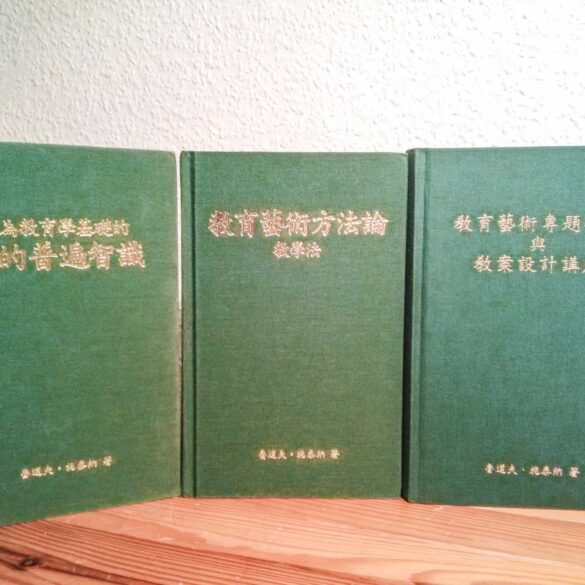 為教育學基礎的
的普遍智識
魯道夫・施泰納 著
教育藝術方法論
教學法
魯道夫・施泰納 著
教育藝術專題
與
教案設計講
魯道夫・施泰納 著